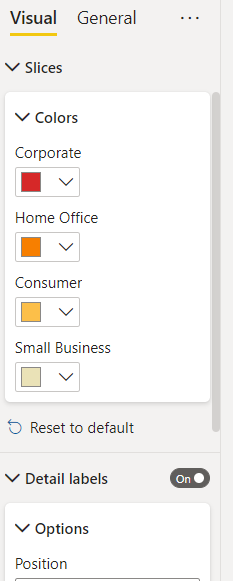 Visual General ...
Slices
Colors
Corporate
Home Office
Consumer
Small Business
Reset to default
Detail labels On
Options
Position